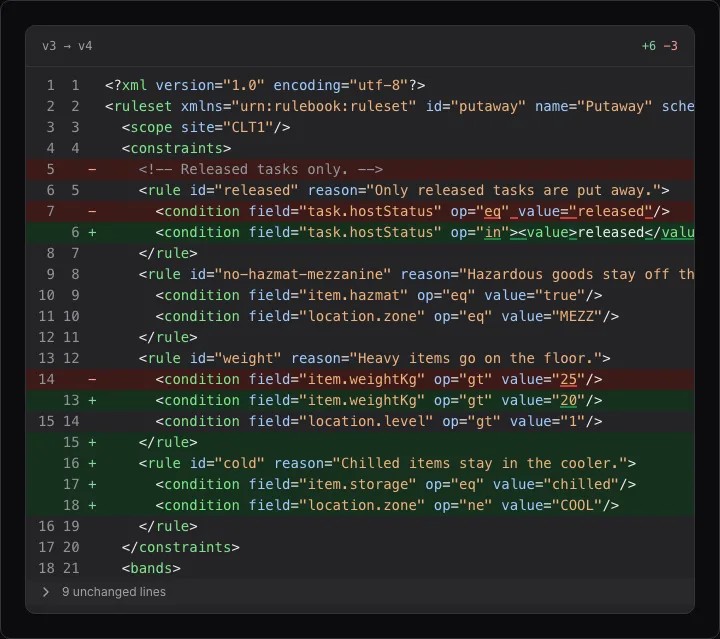 v3 → v4 +6 −3
1 1 <?xml version="1.0" encoding="utf-8"?>
2 2 <ruleset xmlns="urn:rulebook:ruleset" id="putaway" name="Putaway" sche
3 3 <scope site="CLT1"/>
4 4 <constraints>
5 − <!-- Released tasks only. -->
6 5 <rule id="released" reason="Only released tasks are put away.">
7 − <condition field="task.hostStatus" op="eq" value="released"/>
6 + <condition field="task.hostStatus" op="in"><value>released</valu
8 7 </rule>
9 8 <rule id="no-hazmat-mezzanine" reason="Hazardous goods stay off th
10 9 <condition field="item.hazmat" op="eq" value="true"/>
11 10 <condition field="location.zone" op="eq" value="MEZZ"/>
12 11 </rule>
13 12 <rule id="weight" reason="Heavy items go on the floor.">
14 − <condition field="item.weightKg" op="gt" value="25"/>
13 + <condition field="item.weightKg" op="gt" value="20"/>
15 14 <condition field="location.level" op="gt" value="1"/>
15 + </rule>
16 + <rule id="cold" reason="Chilled items stay in the cooler.">
17 + <condition field="item.storage" op="eq" value="chilled"/>
18 + <condition field="location.zone" op="ne" value="COOL"/>
16 19 </rule>
17 20 </constraints>
18 21 <bands>
9 unchanged lines